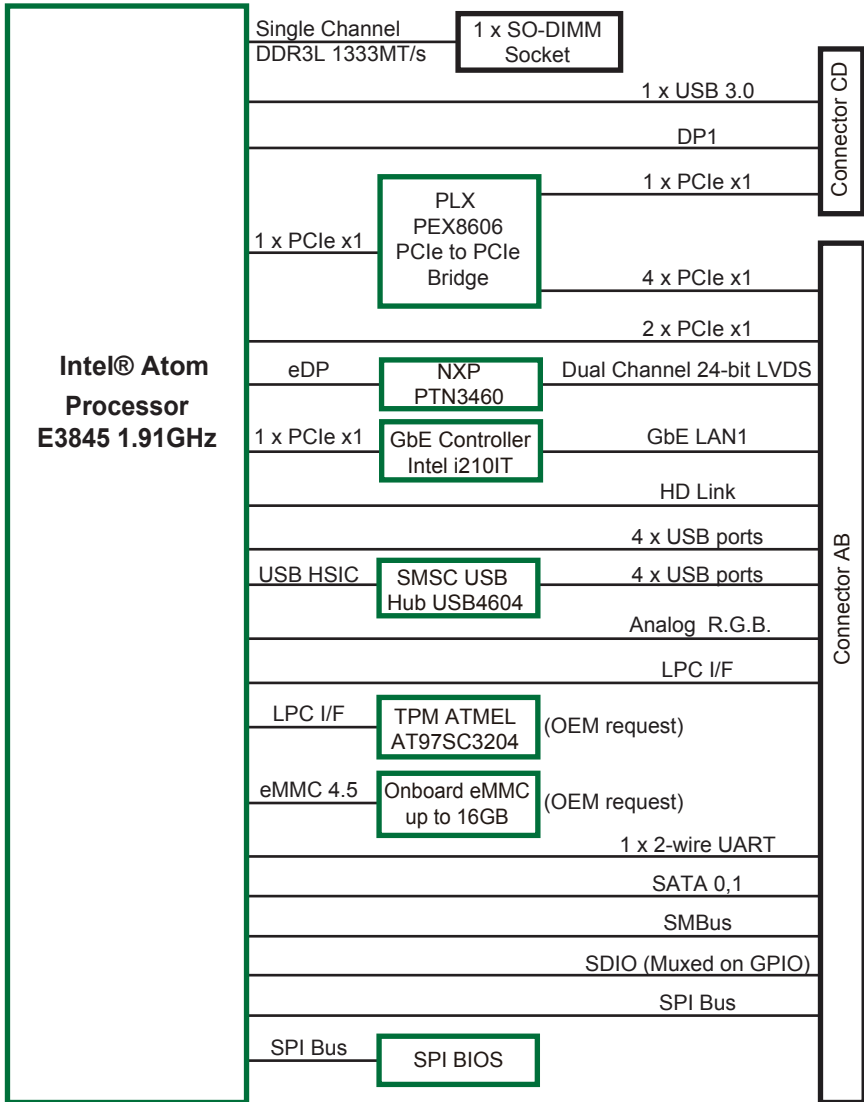 Single Channel
DDR3L 1333MT/s
1 x SO-DIMM
Socket
Connector CD
1 x USB 3.0
DP1
1 x PCIe x1
PLX
PEX8606
PCIe to PCIe
Bridge
1 x PCIe x1
4 x PCIe x1
2 x PCIe x1
Intel® Atom
Processor
E3845 1.91GHz
eDP
NXP
PTN3460
Dual Channel 24-bit LVDS
1 x PCIe x1
GbE Controller
Intel i210IT
GbE LAN1
HD Link
4 x USB ports
USB HSIC
SMSC USB
Hub USB4604
4 x USB ports
Connector AB
Analog R.G.B.
LPC I/F
LPC I/F
TPM ATMEL
AT97SC3204
(OEM request)
eMMC 4.5
Onboard eMMC
up to 16GB
(OEM request)
1 x 2-wire UART
SATA 0,1
SMBus
SDIO (Muxed on GPIO)
SPI Bus
SPI Bus
SPI BIOS